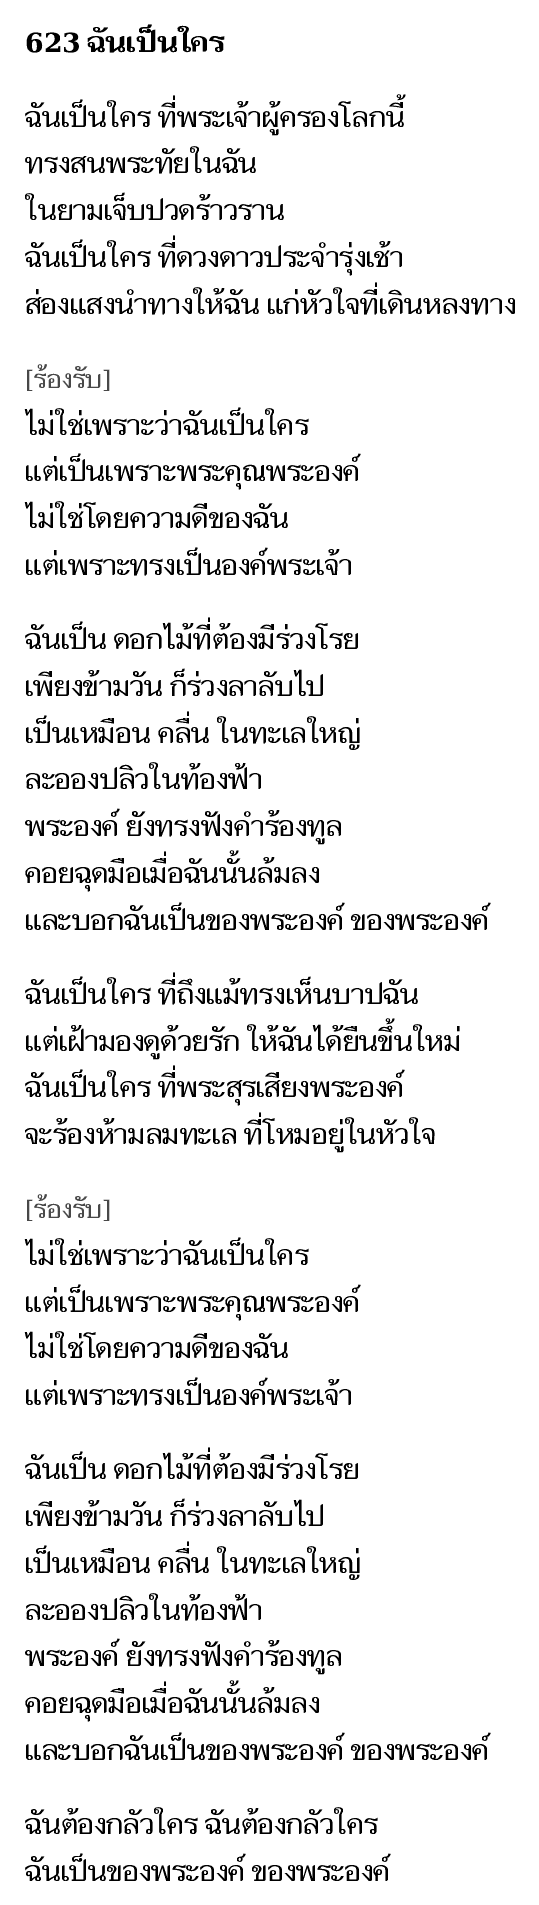 623 ฉันเป็นใคร
ฉันเป็นใคร ที่พระเจ้าผู้ครองโลกนี้
ทรงสนพระทัยในฉัน
ในยามเจ็บปวดร้าวราน
ฉันเป็นใคร ที่ดวงดาวประจำรุ่งเช้า
ส่องแสงนำทางให้ฉัน แก่หัวใจที่เดินหลงทาง
[ร้องรับ]
ไม่ใช่เพราะว่าฉันเป็นใคร
แต่เป็นเพราะพระคุณพระองค์
ไม่ใช่โดยความดีของฉัน
แต่เพราะทรงเป็นองค์พระเจ้า
ฉันเป็น ดอกไม้ที่ต้องมีร่วงโรย
เพียงข้ามวัน ก็ร่วงลาลับไป
เป็นเหมือน คลื่น ในทะเลใหญ่
ละอองปลิวในท้องฟ้า
พระองค์ ยังทรงฟังคำร้องทูล
คอยฉุดมือเมื่อฉันนั้นล้มลง
และบอกฉันเป็นของพระองค์ ของพระองค์
ฉันเป็นใคร ที่ถึงแม้ทรงเห็นบาปฉัน
แต่เฝ้ามองดูด้วยรัก ให้ฉันได้ยืนขึ้นใหม่
ฉันเป็นใคร ที่พระสุรเสียงพระองค์
จะร้องห้ามลมทะเล ที่โหมอยู่ในหัวใจ
[ร้องรับ]
ไม่ใช่เพราะว่าฉันเป็นใคร
แต่เป็นเพราะพระคุณพระองค์
ไม่ใช่โดยความดีของฉัน
แต่เพราะทรงเป็นองค์พระเจ้า
ฉันเป็น ดอกไม้ที่ต้องมีร่วงโรย
เพียงข้ามวัน ก็ร่วงลาลับไป
เป็นเหมือน คลื่น ในทะเลใหญ่
ละอองปลิวในท้องฟ้า
พระองค์ ยังทรงฟังคำร้องทูล
คอยฉุดมือเมื่อฉันนั้นล้มลง
และบอกฉันเป็นของพระองค์ ของพระองค์
ฉันต้องกลัวใคร ฉันต้องกลัวใคร
ฉันเป็นของพระองค์ ของพระองค์